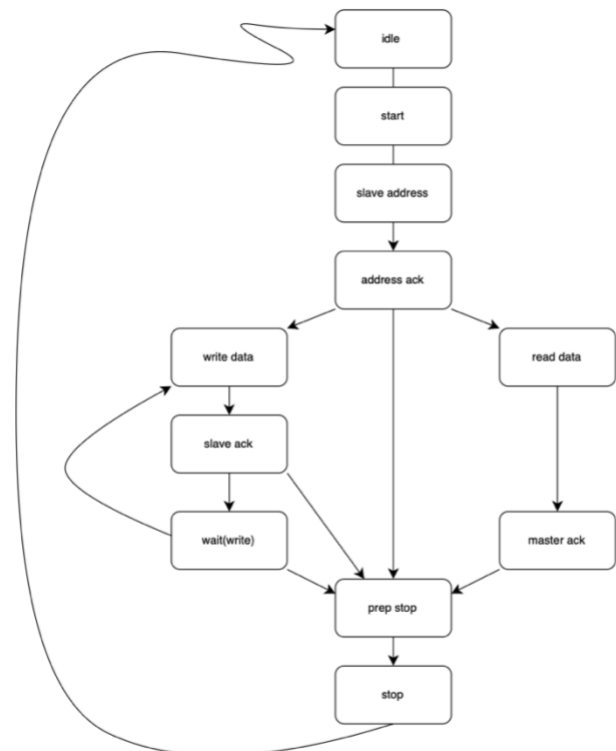 idle
start
slave address
address ack
write data
read data
slave ack
wait(write)
master ack
prep stop
stop